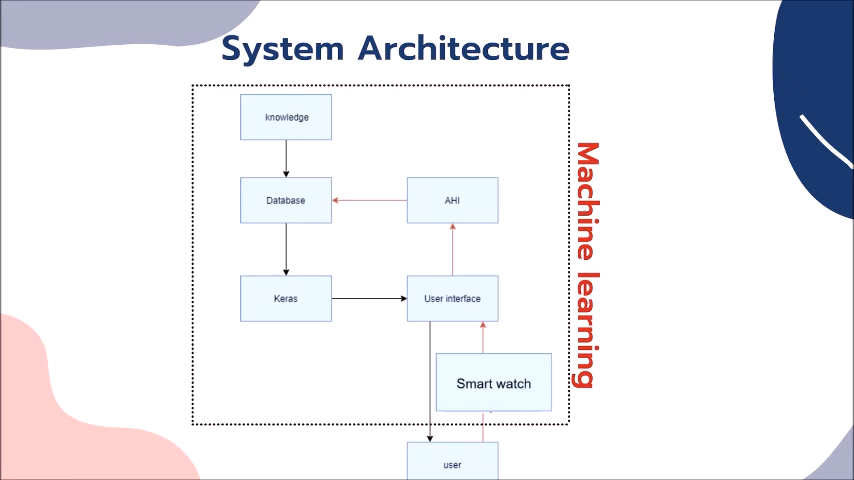 System Architecture
knowledge
Database
AHI
Keras
User interface
Smart watch
user
Machine learning